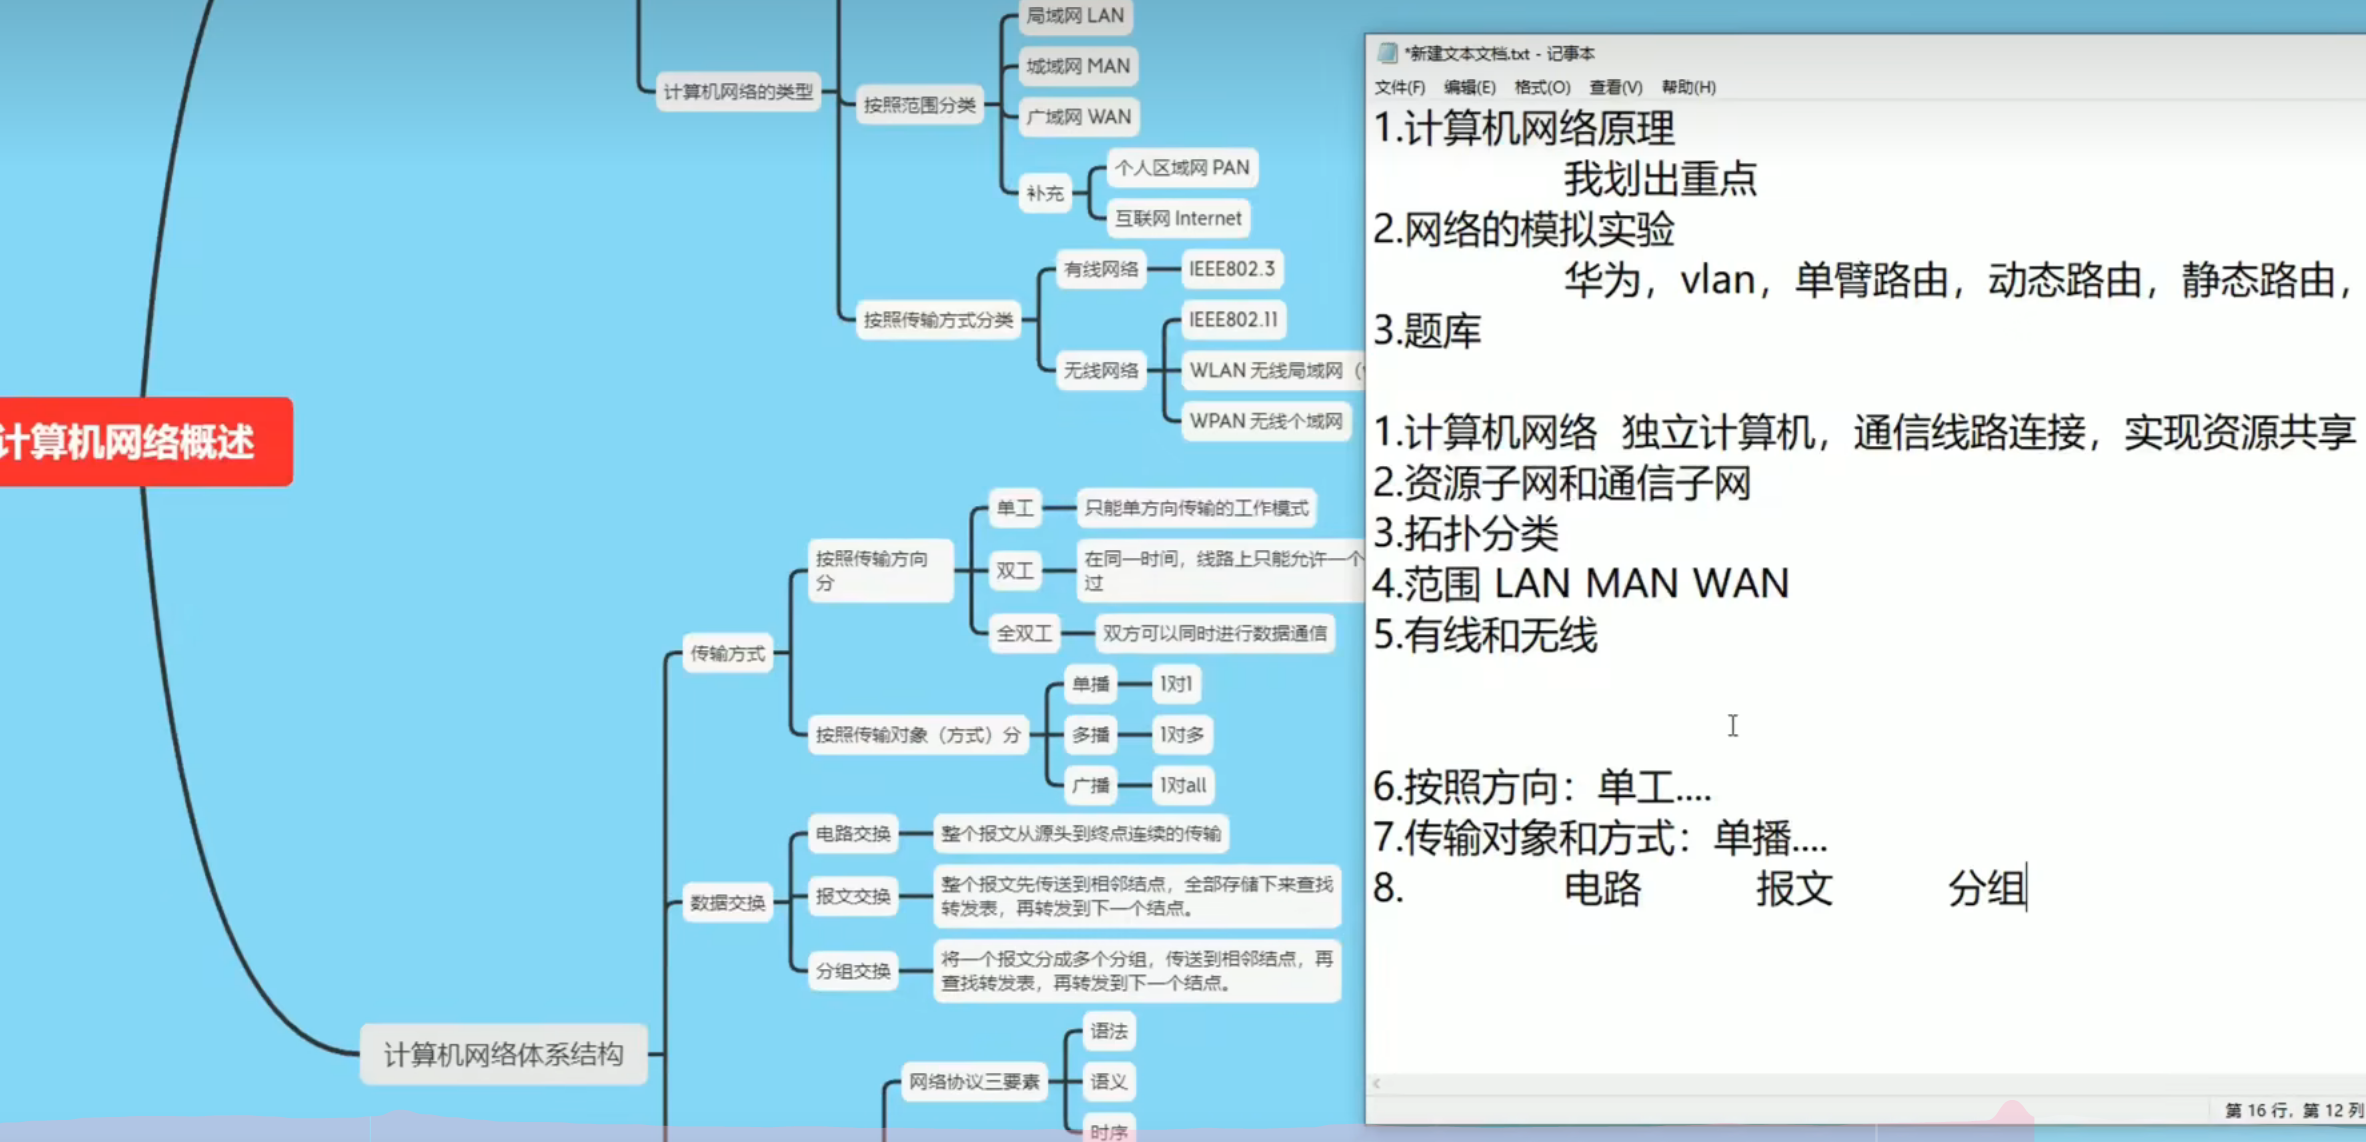 局域网 LAN
城域网 MAN
计算机网络的类型
按照范围分类
广域网 WAN
个人区域网 PAN
补充
互联网 Internet
有线网络
IEEE802.3
按照传输方式分类
IEEE802.11
无线网络
WLAN 无线局域网（
WPAN 无线个域网
计算机网络概述
单工
只能单方向传输的工作模式
按照传输方向
分
双工
在同一时间，线路上只能允许一个
过
全双工
双方可以同时进行数据通信
传输方式
单播
1对1
按照传输对象（方式）分
多播
1对多
广播
1对all
电路交换
整个报文从源头到终点连续的传输
数据交换
报文交换
整个报文先传送到相邻结点，全部存储下来查找
转发表，再转发到下一个结点。
分组交换
将一个报文分成多个分组，传送到相邻结点，再
查找转发表，再转发到下一个结点。
计算机网络体系结构
语法
网络协议三要素
语义
时序
*新建文本文档.txt - 记事本
文件(F) 编辑(E) 格式(O) 查看(V) 帮助(H)
1.计算机网络原理
我划出重点
2.网络的模拟实验
华为，vlan，单臂路由，动态路由，静态路由，
3.题库
1.计算机网络 独立计算机，通信线路连接，实现资源共享
2.资源子网和通信子网
3.拓扑分类
4.范围 LAN MAN WAN
5.有线和无线
6.按照方向：单工....
7.传输对象和方式：单播....
8. 电路 报文 分组
第 16 行，第 12 列